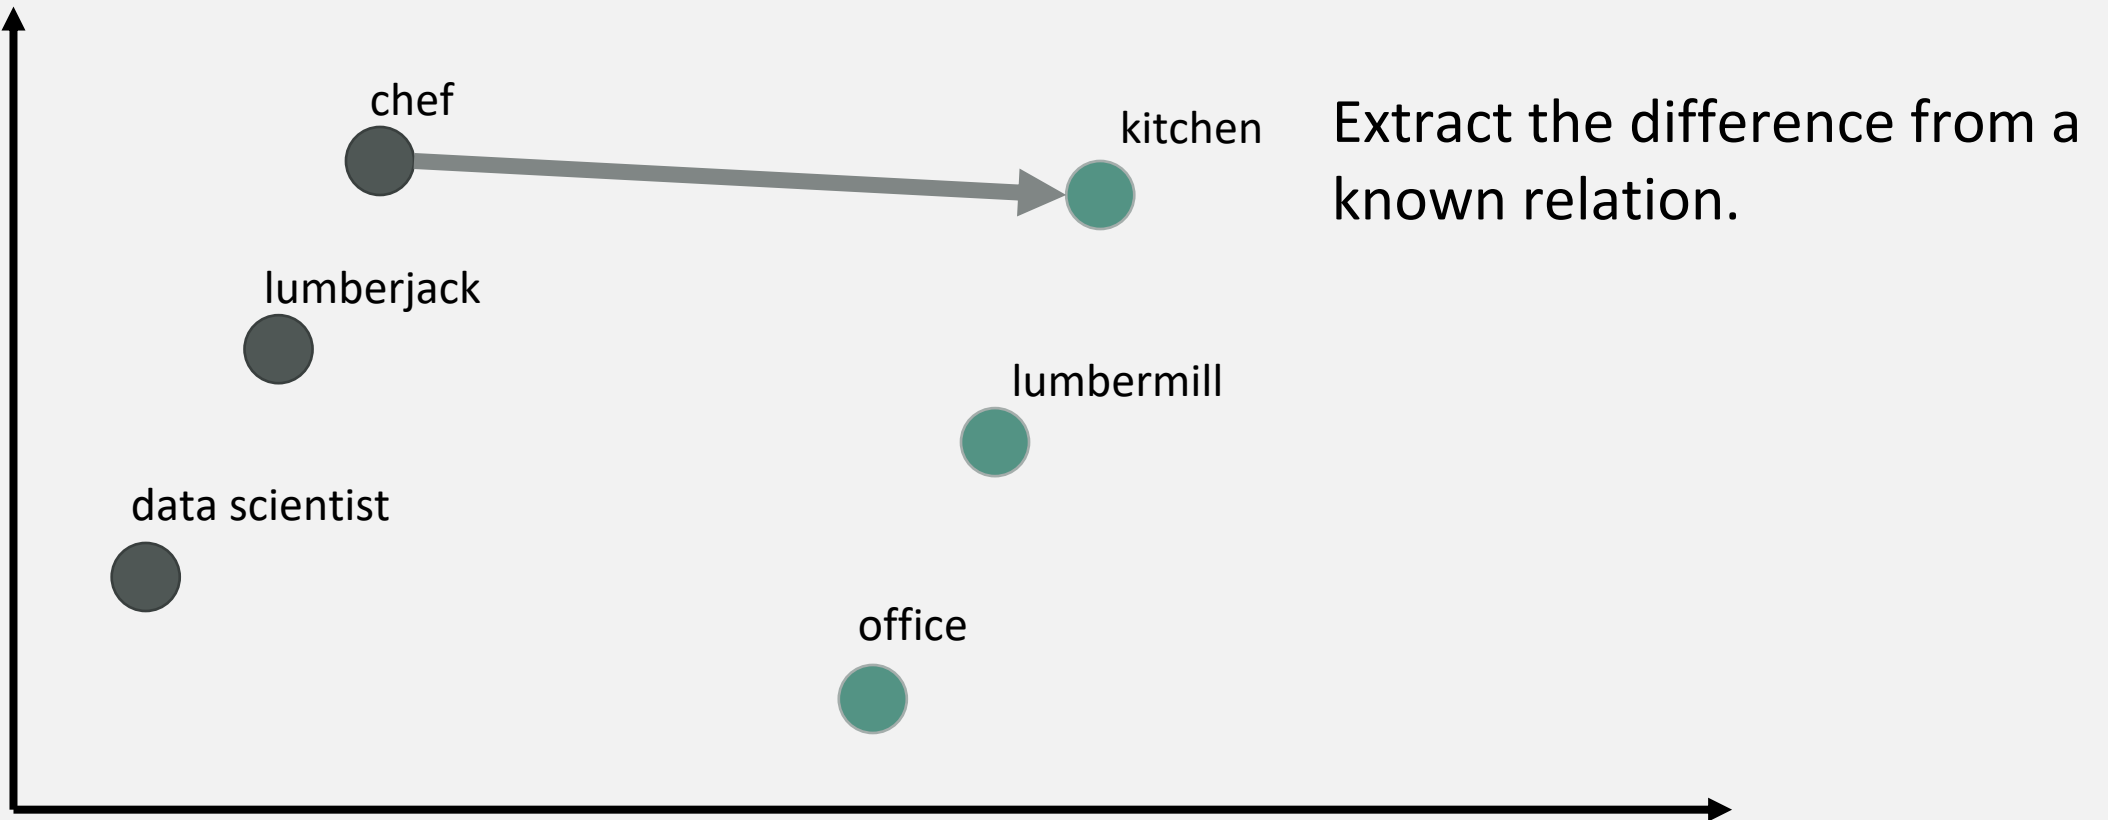 chef
kitchen
Extract the difference from a
known relation.
lumberjack
lumbermill
data scientist
office